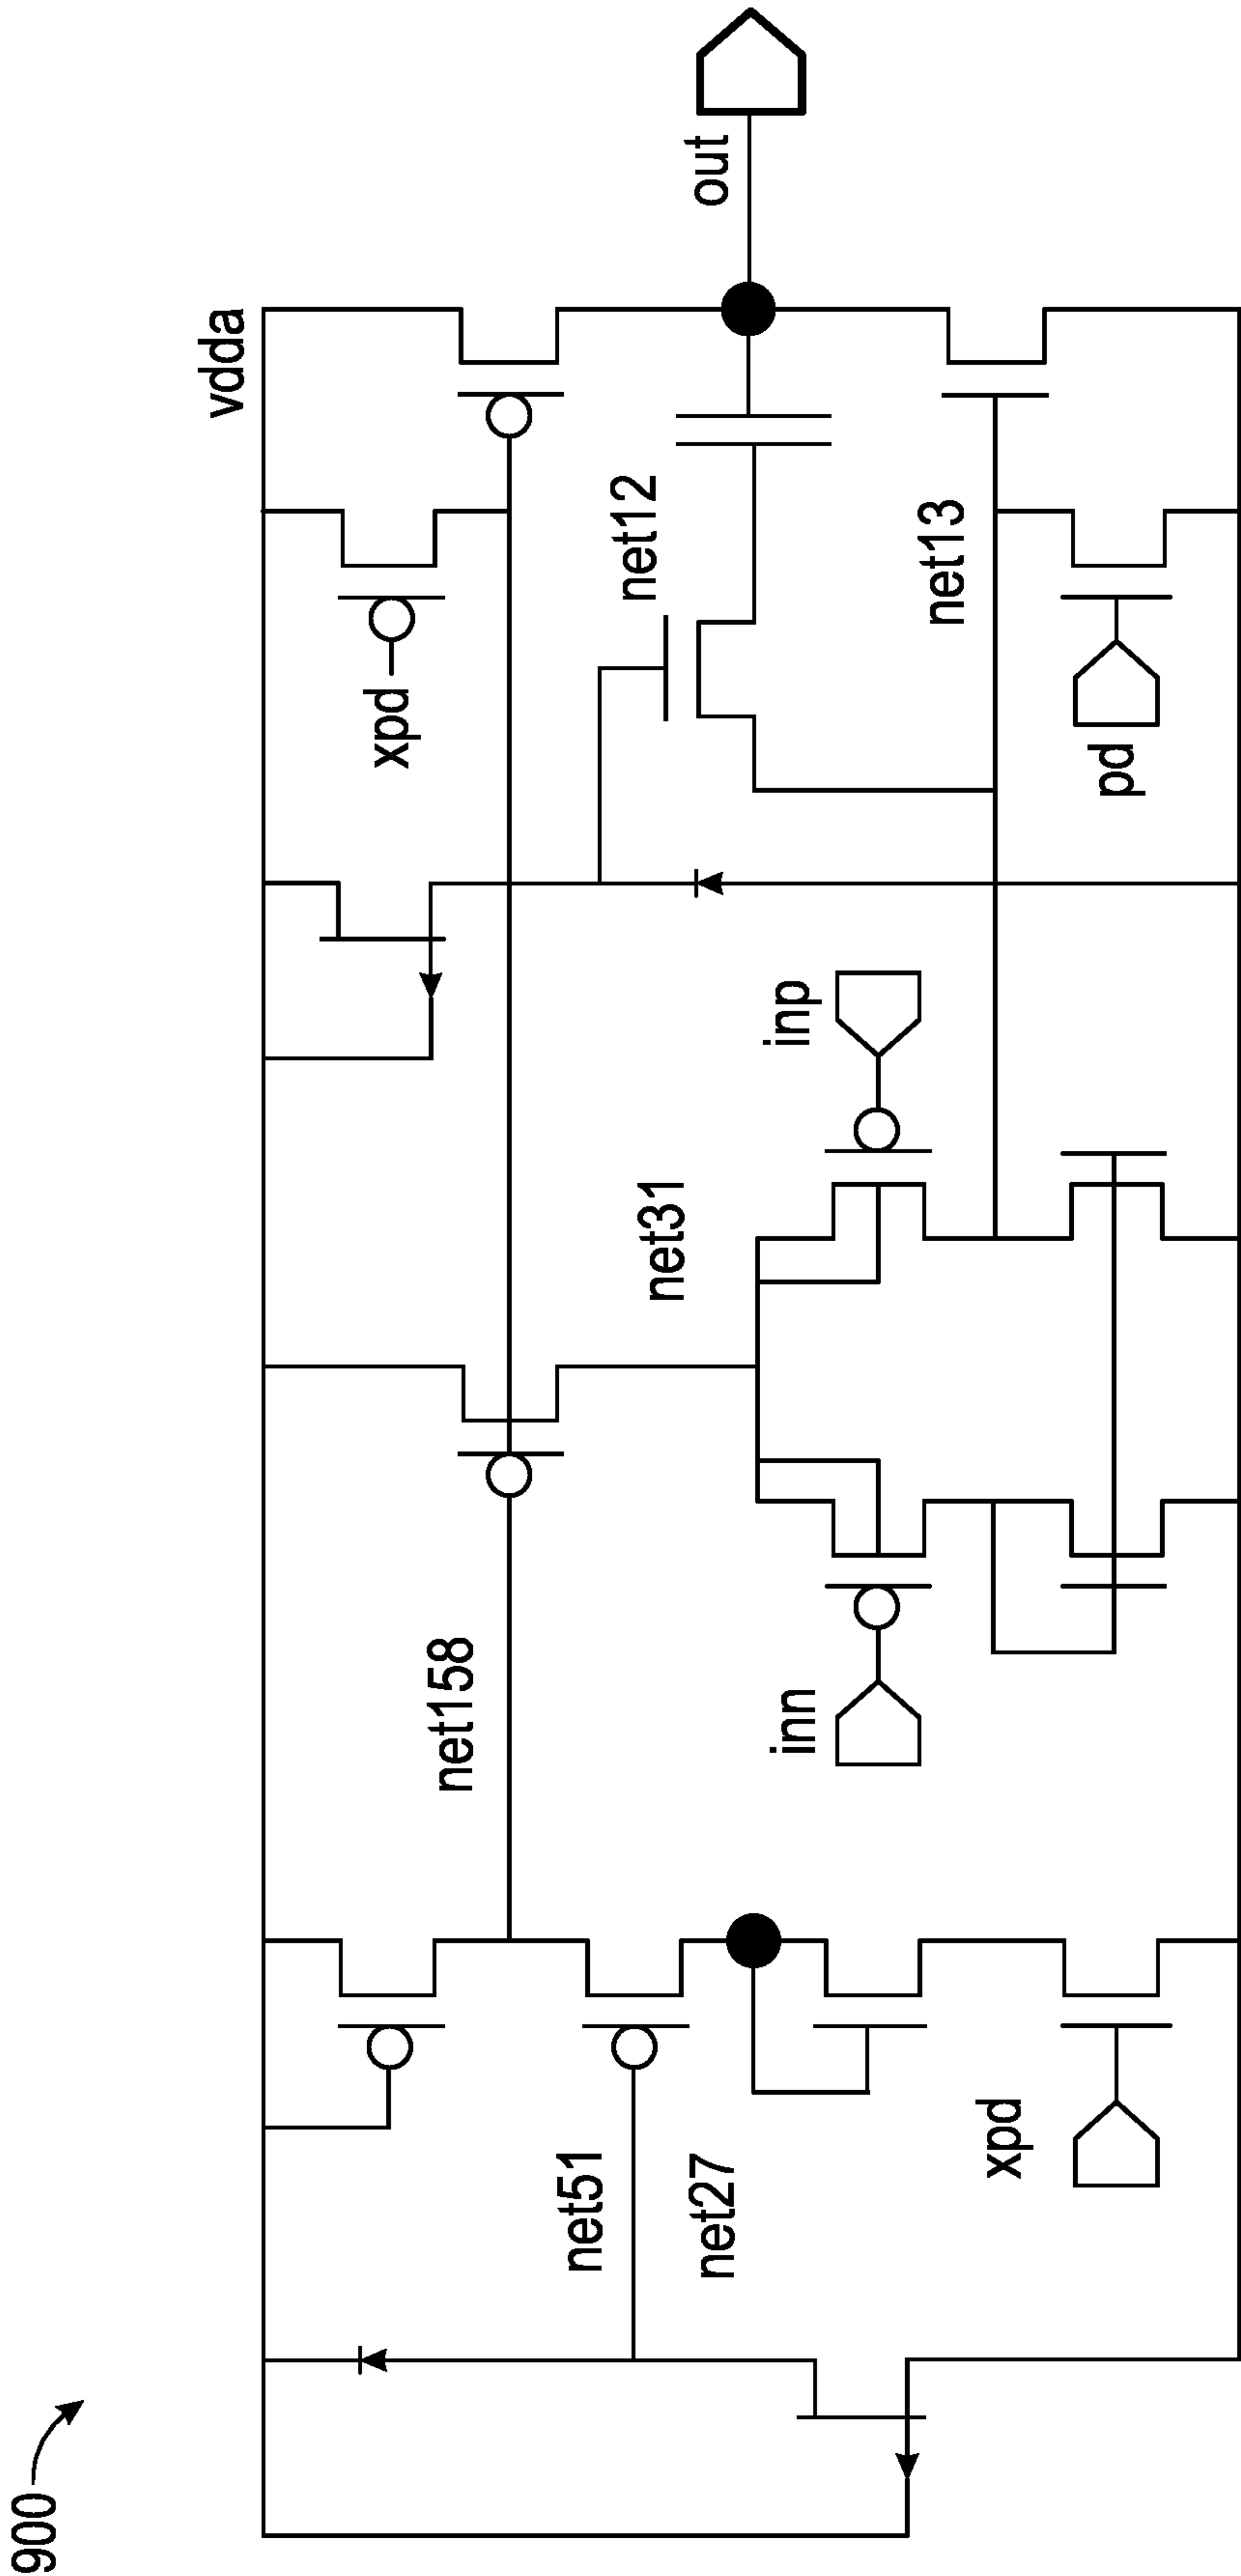 900
vdda
out
xpd
net12
net13
pd
inp
net31
net158
inn
net51
net27
xpd